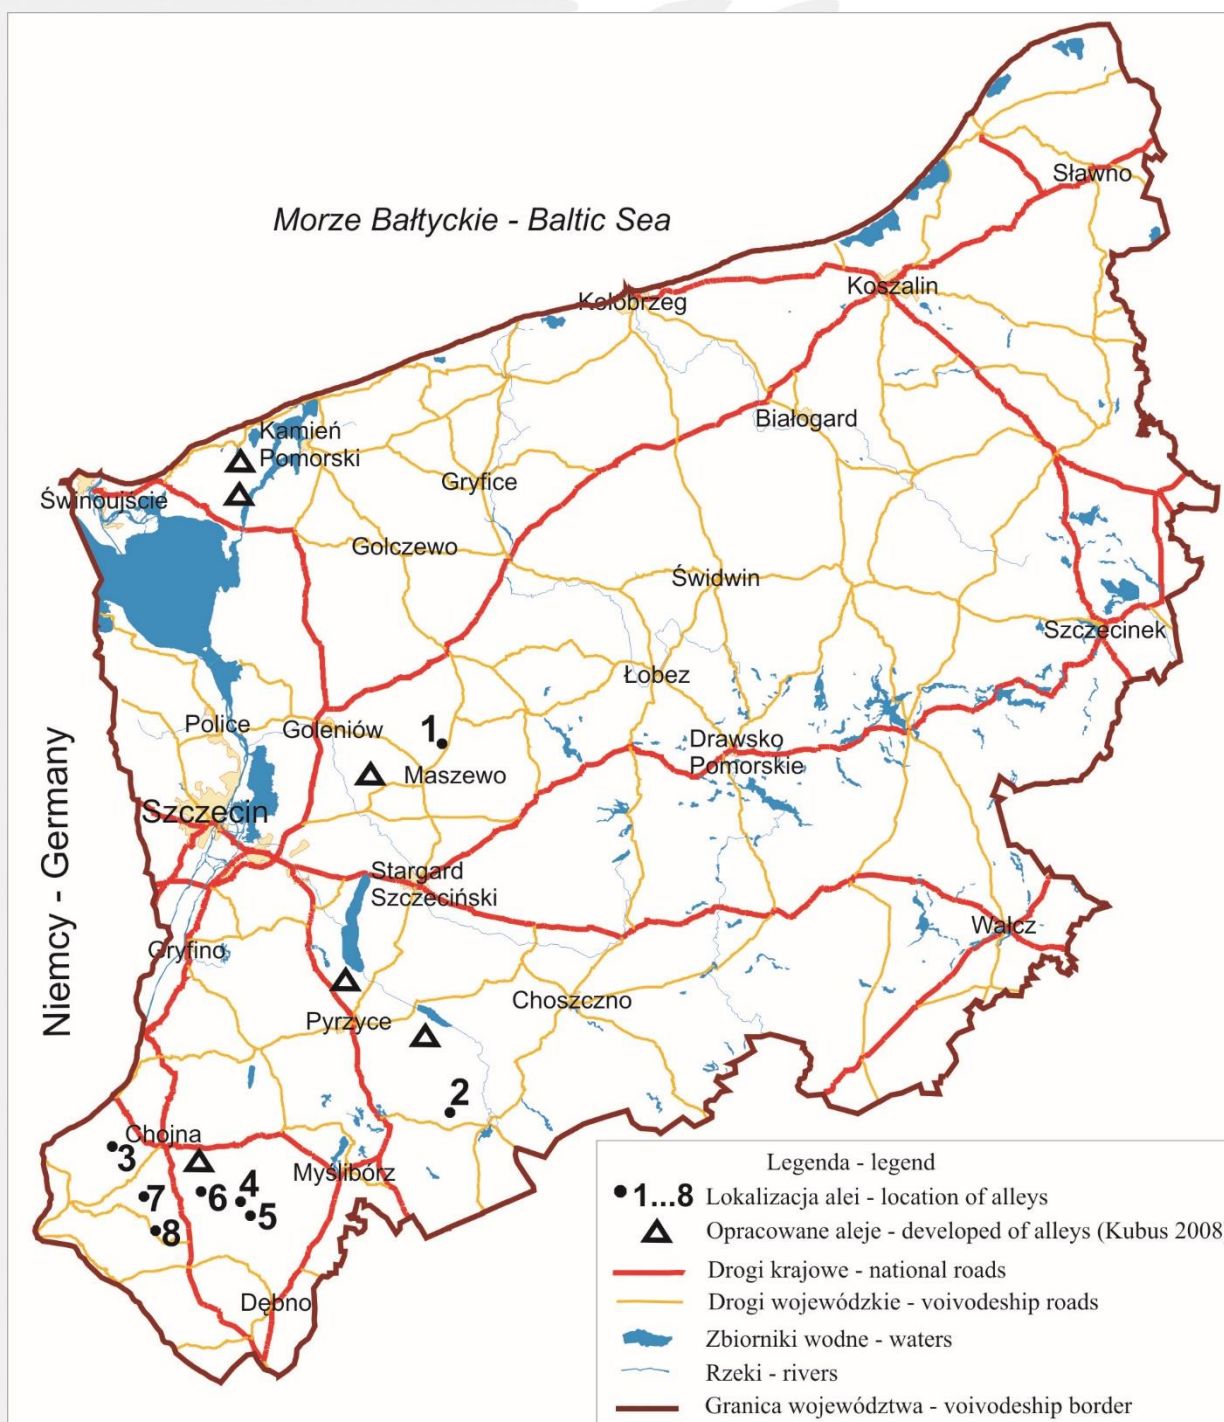 Morze Bałtyckie - Baltic Sea
Sławno
Koszalin
Kołobrzeg
Białogard
Kamień
Pomorski
Gryfice
Świnoujście
Golczewo
Świdwin
Szczecinek
Łobez
Police
Goleniów
1
Drawsko
Pomorskie
Maszewo
Szczecin
Niemcy - Germany
Stargard
Szczeciński
Wałcz
Gryfino
Choszczno
Pyrzyce
2
Chojna
3
Myślibórz
4
6
7
5
8
Dębno
Legenda - legend
1...8 Lokalizacja alei - location of alleys
Opracowane aleje - developed of alleys (Kubus 2008
Drogi krajowe - national roads
Drogi wojewódzkie - voivodeship roads
Zbiorniki wodne - waters
Rzeki - rivers
Granica województwa - voivodeship border